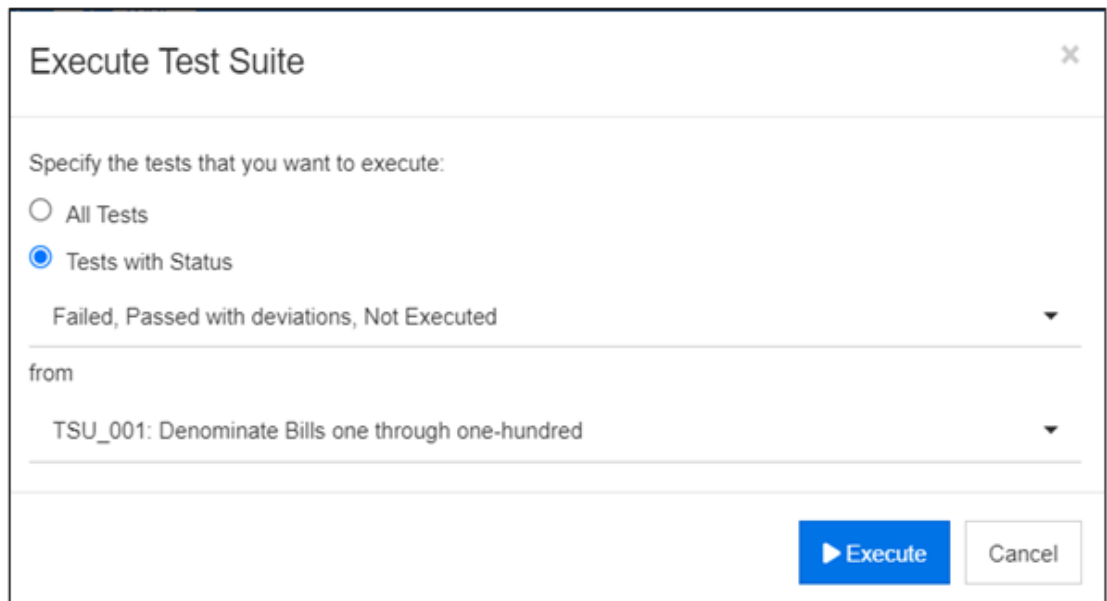 Execute Test Suite
×
Specify the tests that you want to execute:
All Tests
Tests with Status
Failed, Passed with deviations, Not Executed
from
TSU_001: Denominate Bills one through one-hundred
Execute
Cancel